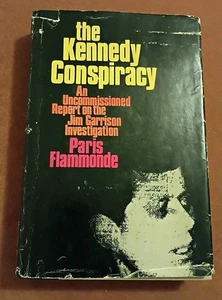 the
Kennedy
Conspiracy
An
Uncommissioned
Report on the
Jim Garrison
Investigation
Paris
Flammonde